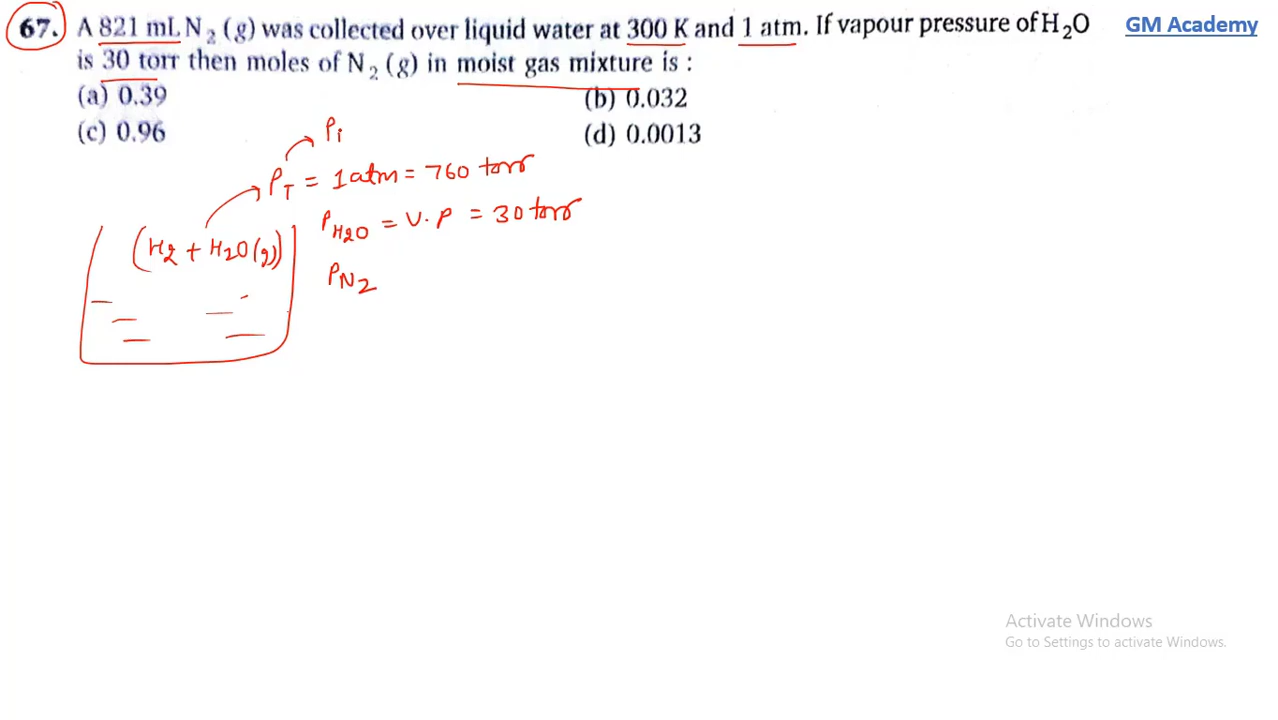 67. A 821 mL N₂ (g) was collected over liquid water at 300 K and 1 atm. If vapour pressure of H₂O
GM Academy
is 30 torr then moles of N₂ (g) in moist gas mixture is :
(a) 0.39 (b) 0.032
(c) 0.96 (d) 0.0013
Pi
P_T = 1 atm = 760 torr
P_H2O = V.P = 30 torr
(H2 + H2O(g))
P_N2
Activate Windows
Go to Settings to activate Windows.